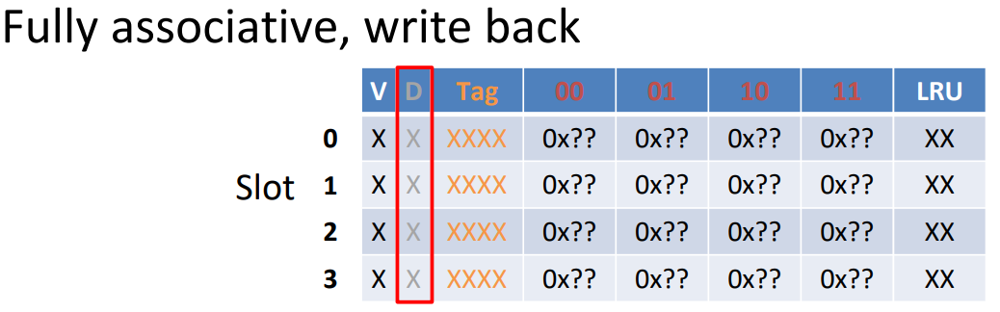 Fully associative, write back
V D Tag 00 01 10 11 LRU
0 X X XXXX 0x?? 0x?? 0x?? 0x?? XX
Slot 1 X X XXXX 0x?? 0x?? 0x?? 0x?? XX
2 X X XXXX 0x?? 0x?? 0x?? 0x?? XX
3 X X XXXX 0x?? 0x?? 0x?? 0x?? XX